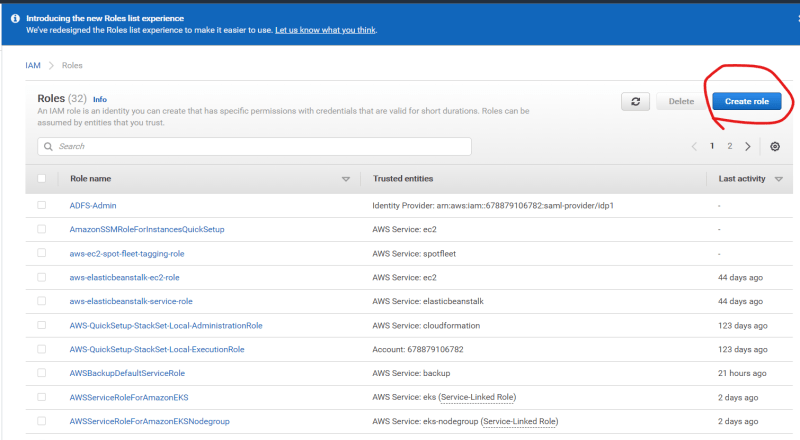 Introducing the new Roles list experience
We've redesigned the Roles list experience to make it easier to use. Let us know what you think.
IAM > Roles
Roles (32) Info
An IAM role is an identity you can create that has specific permissions with credentials that are valid for short durations. Roles can be
assumed by entities that you trust.
Delete
Create role
Search
1 2
Role name Trusted entities Last activity
ADFS-Admin Identity Provider: arn:aws:iam::678879106782:saml-provider/idp1 -
AmazonSSMRoleForInstancesQuickSetup AWS Service: ec2 -
aws-ec2-spot-fleet-tagging-role AWS Service: spotfleet -
aws-elasticbeanstalk-ec2-role AWS Service: ec2 44 days ago
aws-elasticbeanstalk-service-role AWS Service: elasticbeanstalk 44 days ago
AWS-QuickSetup-StackSet-Local-AdministrationRole AWS Service: cloudformation 123 days ago
AWS-QuickSetup-StackSet-Local-ExecutionRole Account: 678879106782 123 days ago
AWSBackupDefaultServiceRole AWS Service: backup 21 hours ago
AWSServiceRoleForAmazonEKS AWS Service: eks (Service-Linked Role) 2 days ago
AWSServiceRoleForAmazonEKSNodegroup AWS Service: eks-nodegroup (Service-Linked Role) 2 days ago